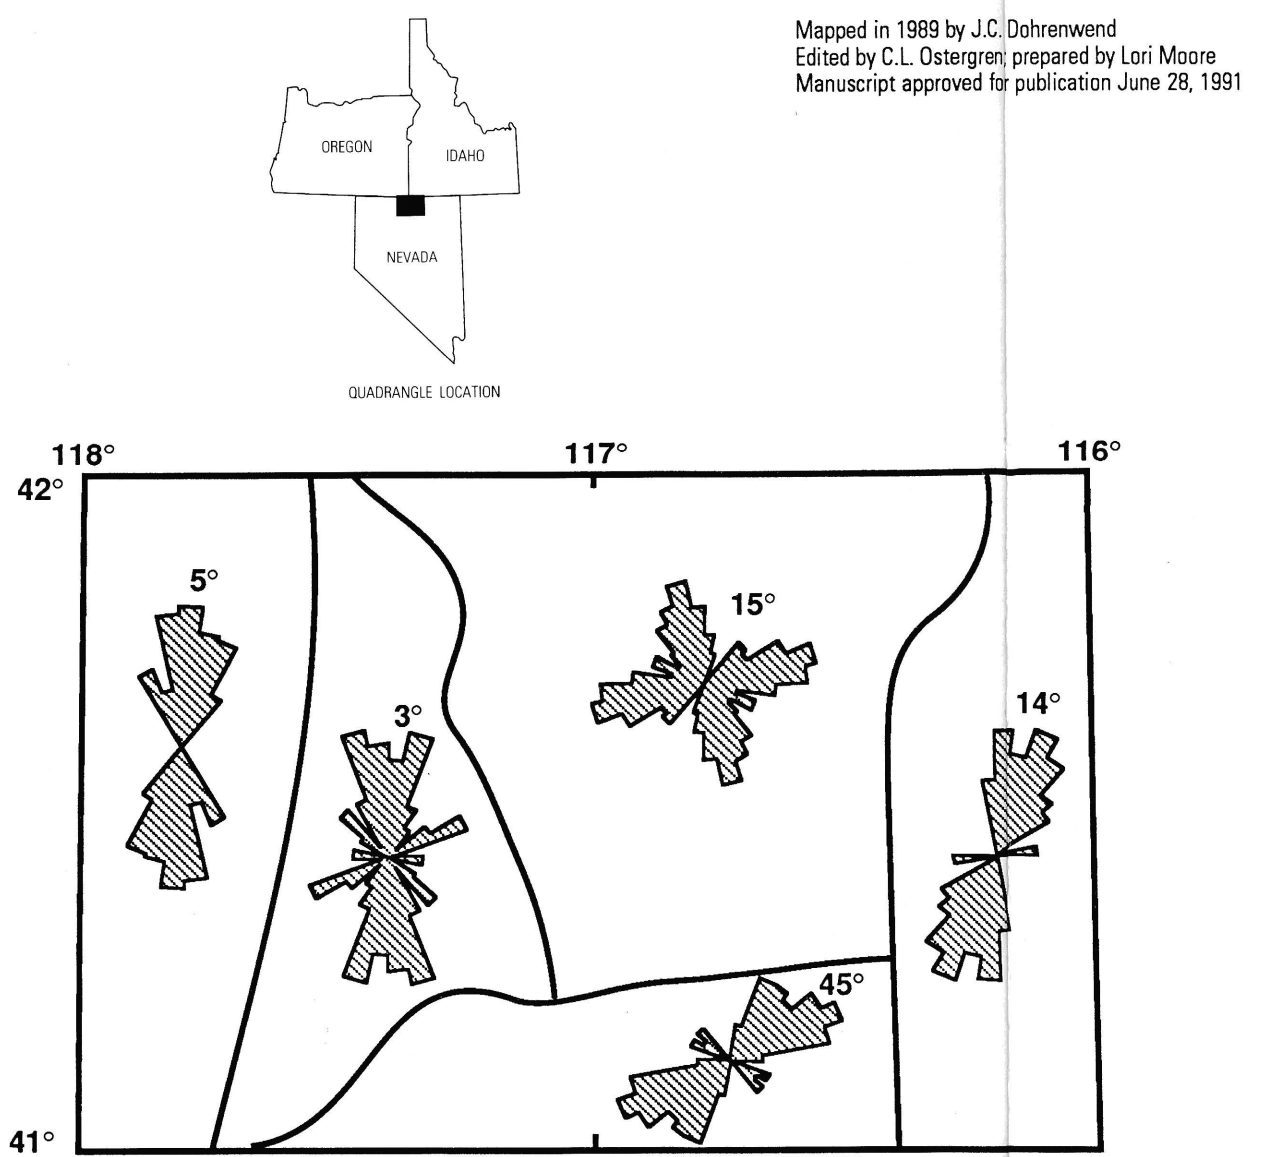 Mapped in 1989 by J.C. Dohrenwend
Edited by C.L. Ostergren; prepared by Lori Moore
Manuscript approved for publication June 28, 1991
OREGON
IDAHO
NEVADA
QUADRANGLE LOCATION
118°
117°
116°
42°
5°
15°
3°
14°
45°
41°